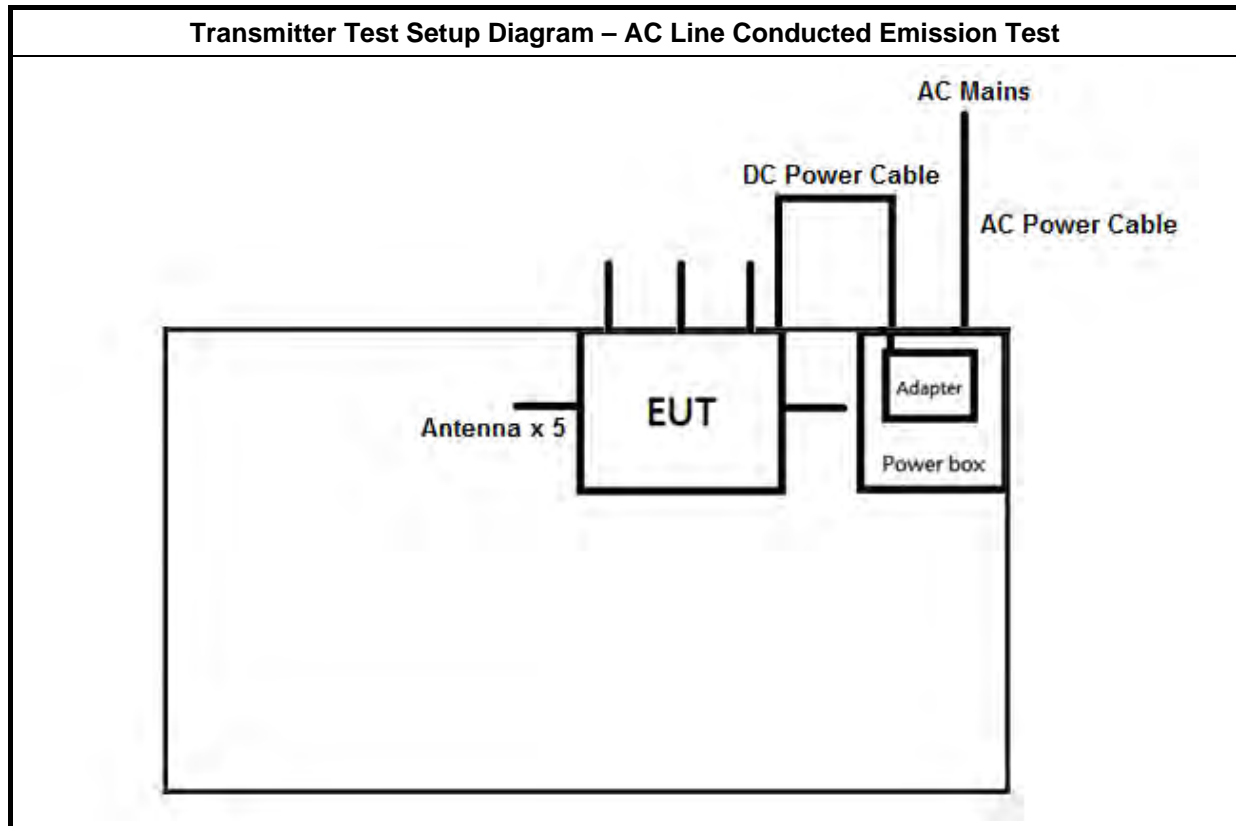 Transmitter Test Setup Diagram – AC Line Conducted Emission Test
AC Mains
DC Power Cable
AC Power Cable
Adapter
EUT
Antenna x 5
Power box